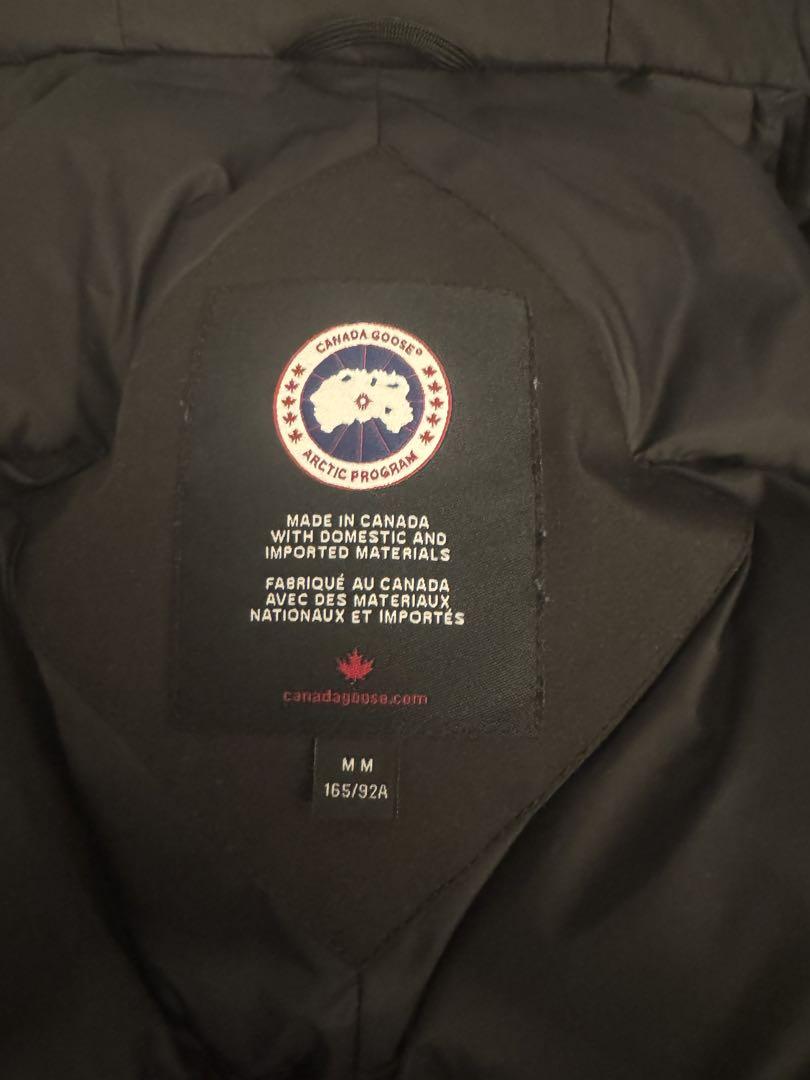 CANADA GOOSE®
ARCTIC PROGRAM
MADE IN CANADA
WITH DOMESTIC AND
IMPORTED MATERIALS
FABRIQUÉ AU CANADA
AVEC DES MATERIAUX
NATIONAUX ET IMPORTÉS
canadagoose.com
M M
165/92A